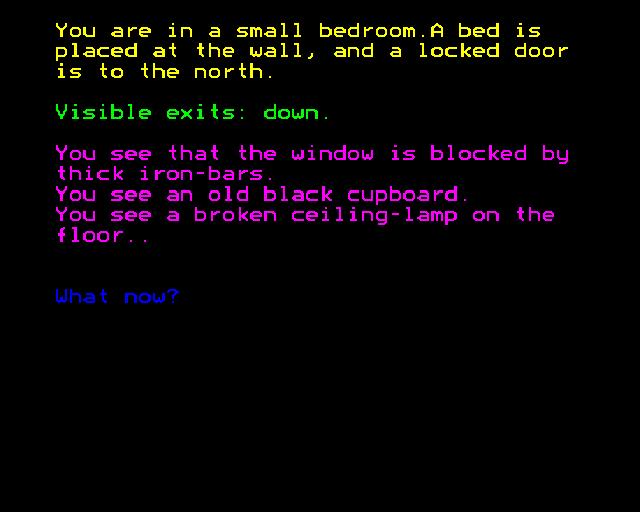 You are in a small bedroom.A bed is
placed at the wall, and a locked door
is to the north.
Visible exits: down.
You see that the window is blocked by
thick iron-bars.
You see an old black cupboard.
You see a broken ceiling-lamp on the
floor..
What now?